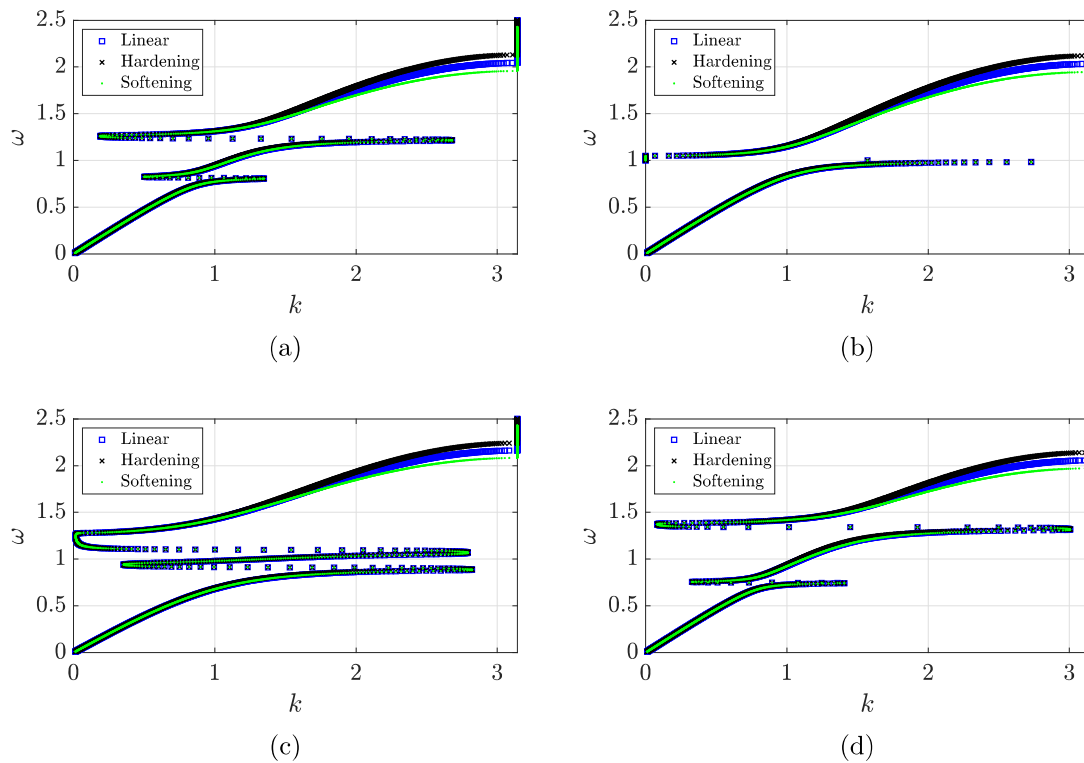 2.5
2
1.5
1
0.5
0
ω
Linear
Hardening
Softening
0 1 2 3
k
(a)
2.5
2
1.5
1
0.5
0
ω
Linear
Hardening
Softening
0 1 2 3
k
(b)
2.5
2
1.5
1
0.5
0
ω
Linear
Hardening
Softening
0 1 2 3
k
(c)
2.5
2
1.5
1
0.5
0
ω
Linear
Hardening
Softening
0 1 2 3
k
(d)